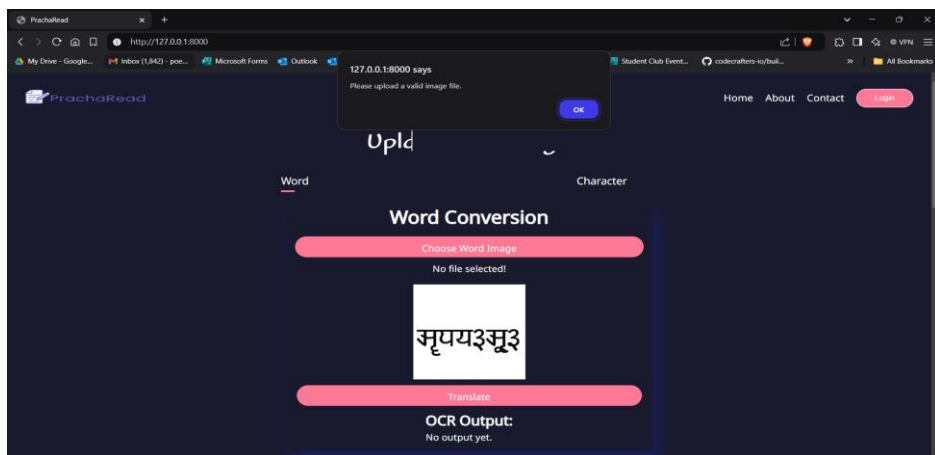 PrachaRead
http://127.0.0.1:8000
VPN
My Drive - Google...
Inbox (1,842) - poe...
Microsoft Forms
Outlook
Student Club Event...
codecrafters-io/buil...
All Bookmarks
127.0.0.1:8000 says
Please upload a valid image file.
OK
PrachaRead
Home About Contact Login
Upl
Word Character
Word Conversion
Choose Word Image
No file selected!
Translate
OCR Output:
No output yet.